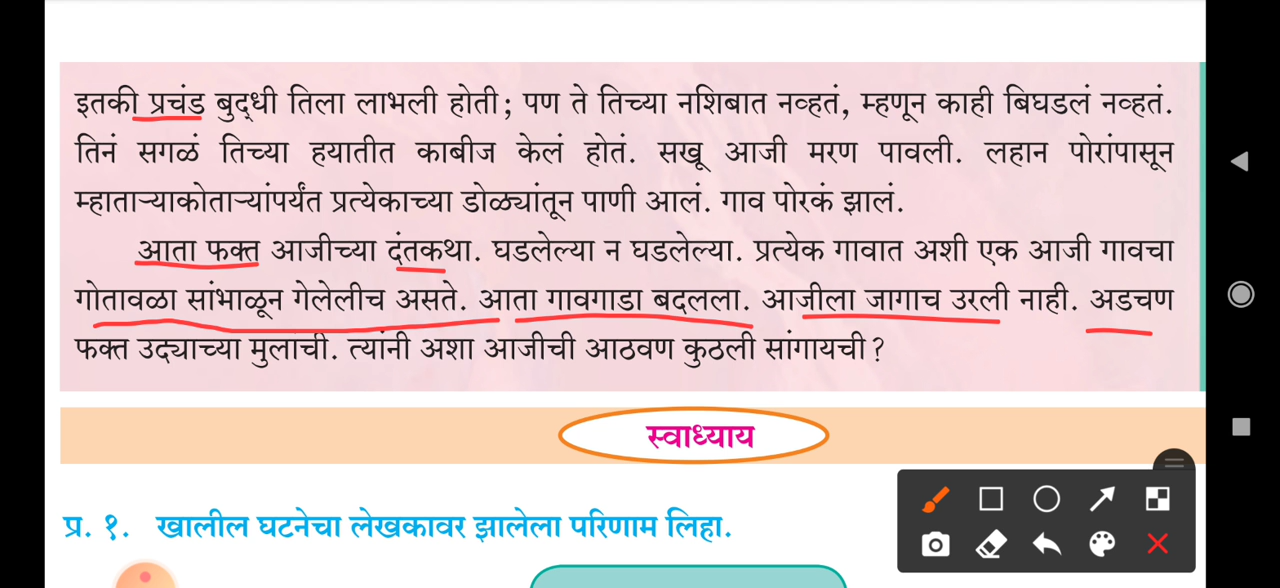 इतकी प्रचंड बुद्‌धी तिला लाभली होती; पण ते तिच्या नशिबात नव्हतं, म्हणून काही बिघडलं नव्हतं.
तिनं सगळं तिच्या हयातीत काबीज केलं होतं. सखू आजी मरण पावली. लहान पोरांपासून
म्हाताऱ्याकोताऱ्यांपर्यंत प्रत्येकाच्या डोळ्यांतून पाणी आलं. गाव पोरकं झालं.
आता फक्त आजीच्या दंतकथा. घडलेल्या न घडलेल्या. प्रत्येक गावात अशी एक आजी गावचा
गोतावळा सांभाळून गेलेलीच असते. आता गावगाडा बदलला. आजीला जागाच उरली नाही. अडचण
फक्त उद्याच्या मुलाची. त्यांनी अशा आजीची आठवण कुठली सांगायची?
स्वाध्याय
प्र. १. खालील घटनेचा लेखकावर झालेला परिणाम लिहा.